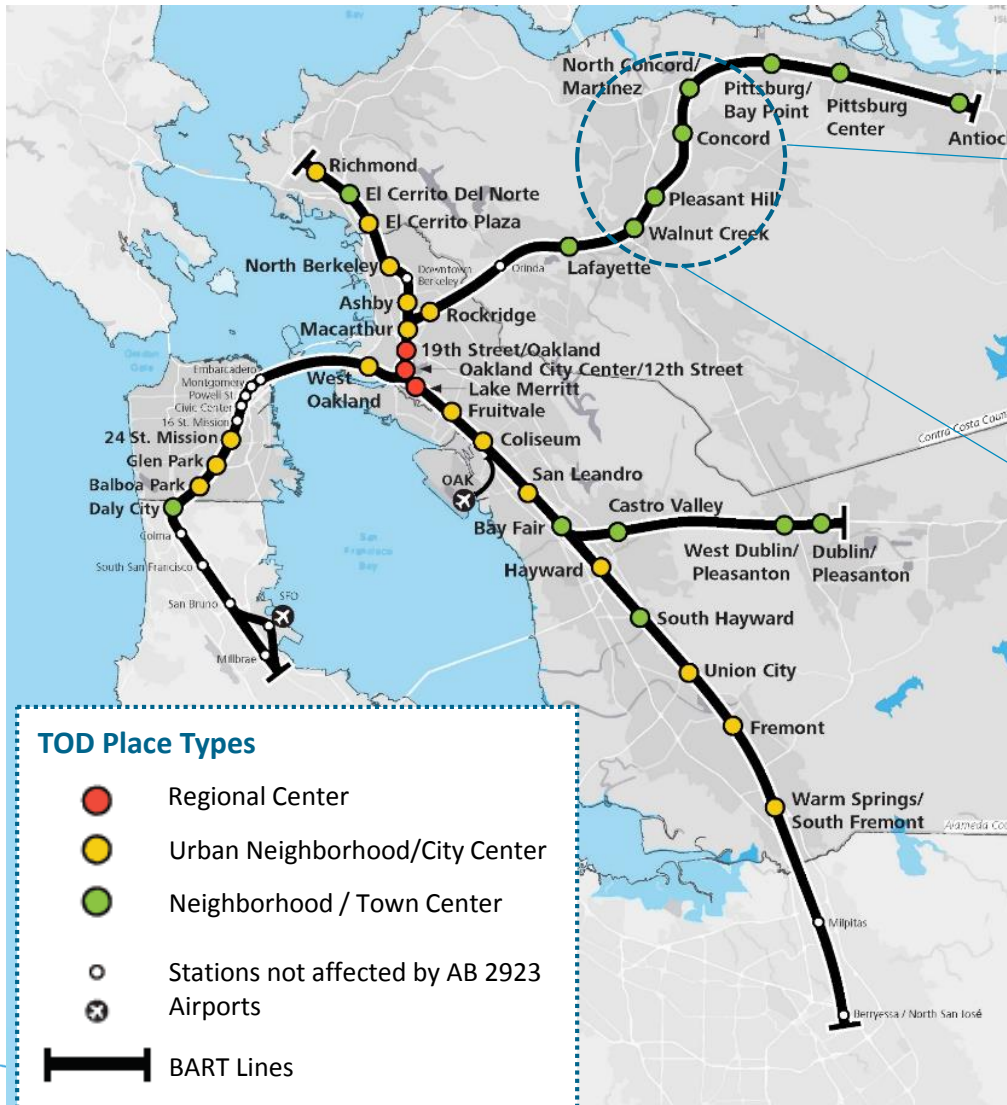 North Concord/
Martinez
Pittsburg/
Bay Point
Pittsburg
Center
Antioc
Concord
Richmond
El Cerrito Del Norte
Pleasant Hill
El Cerrito Plaza
Walnut Creek
North Berkeley
Downtown
Berkeley
Orinda
Lafayette
Ashby
Rockridge
Macarthur
19th Street/Oakland
Oakland City Center/12th Street
Embarcadero
Montgomery
Powell St.
Civic Center
16 St. Mission
West
Oakland
Lake Merritt
Fruitvale
24 St. Mission
Coliseum
Contra Costa Coun
Glen Park
San Leandro
Balboa Park
OAK
Castro Valley
Daly City
Bay Fair
Colma
San
Francisco
Bay
West Dublin/
Pleasanton
Dublin/
Pleasanton
South San Francisco
Hayward
San Bruno
SFO
South Hayward
Millbrae
Union City
Fremont
Warm Springs/
South Fremont
Alameda Cou
Milpitas
Berryessa / North San José
TOD Place Types
Regional Center
Urban Neighborhood/City Center
Neighborhood / Town Center
Stations not affected by AB 2923
Airports
BART Lines